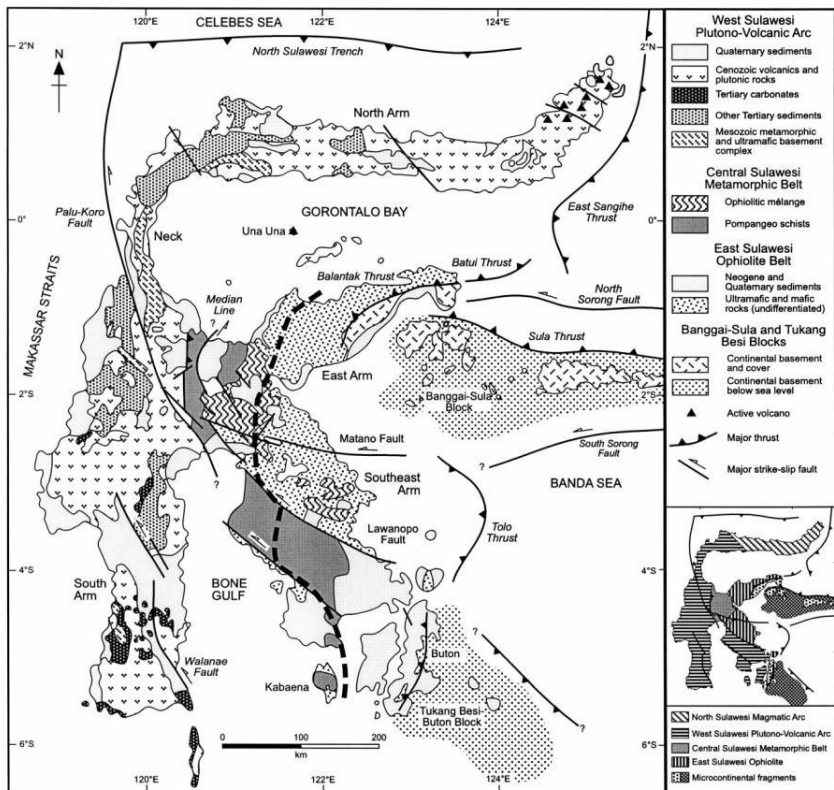 120°E
CELEBES SEA
122°E
124°E
2°N
N
North Sulawesi Trench
North Arm
East Sangihe
Thrust
0°
Palu-Koro
Fault
GORONTALO BAY
Neck
Una Una
Batui Thrust
Balantak Thrust
North
Sorong Fault
MAKASSAR STRAITS
Median
Line
?
Sula Thrust
East Arm
Banggai-Sula
Block
2°S
Matano Fault
South Sorong
Fault
?
?
Southeast
Arm
BANDA SEA
Lawanopo
Fault
Tolo
Thrust
4°S
South
Arm
BONE
GULF
?
Buton
Walanae
Fault
Kabaena
Tukang Besi-
Buton Block
?
6°S
0
100
200
km
120°E
122°E
124°E
West Sulawesi
Plutono-Volcanic Arc
Quaternary sediments
Cenozoic volcanics and
plutonic rocks
Tertiary carbonates
Other Tertiary sediments
Mesozoic metamorphic
and ultramafic basement
complex
Central Sulawesi
Metamorphic Belt
Ophiolitic mélange
Pompangeo schists
East Sulawesi
Ophiolite Belt
Neogene and
Quaternary sediments
Ultramafic and mafic
rocks (undifferentiated)
Banggai-Sula and Tukang
Besi Blocks
Continental basement
and cover
Continental basement
below sea level
Active volcano
Major thrust
Major strike-slip fault
North Sulawesi Magmatic Arc
West Sulawesi Plutono-Volcanic Arc
Central Sulawesi Metamorphic Belt
East Sulawesi Ophiolite
Microcontinental fragments